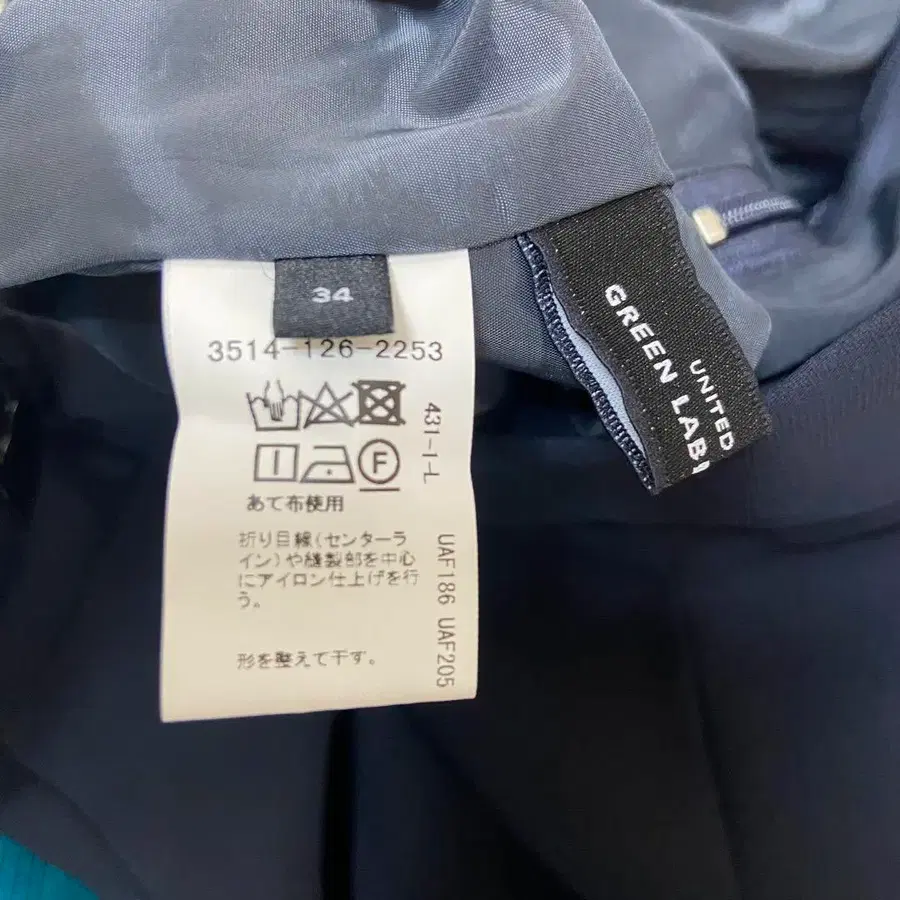 34
3514-126-2253
431-1-L
F
あて布使用
折り目線(センターラ
イン)や縫製部を中心
にアイロン仕上げを行
う。
形を整えて干す。
UAF186 UAF205
UNITED
GREEN LAB